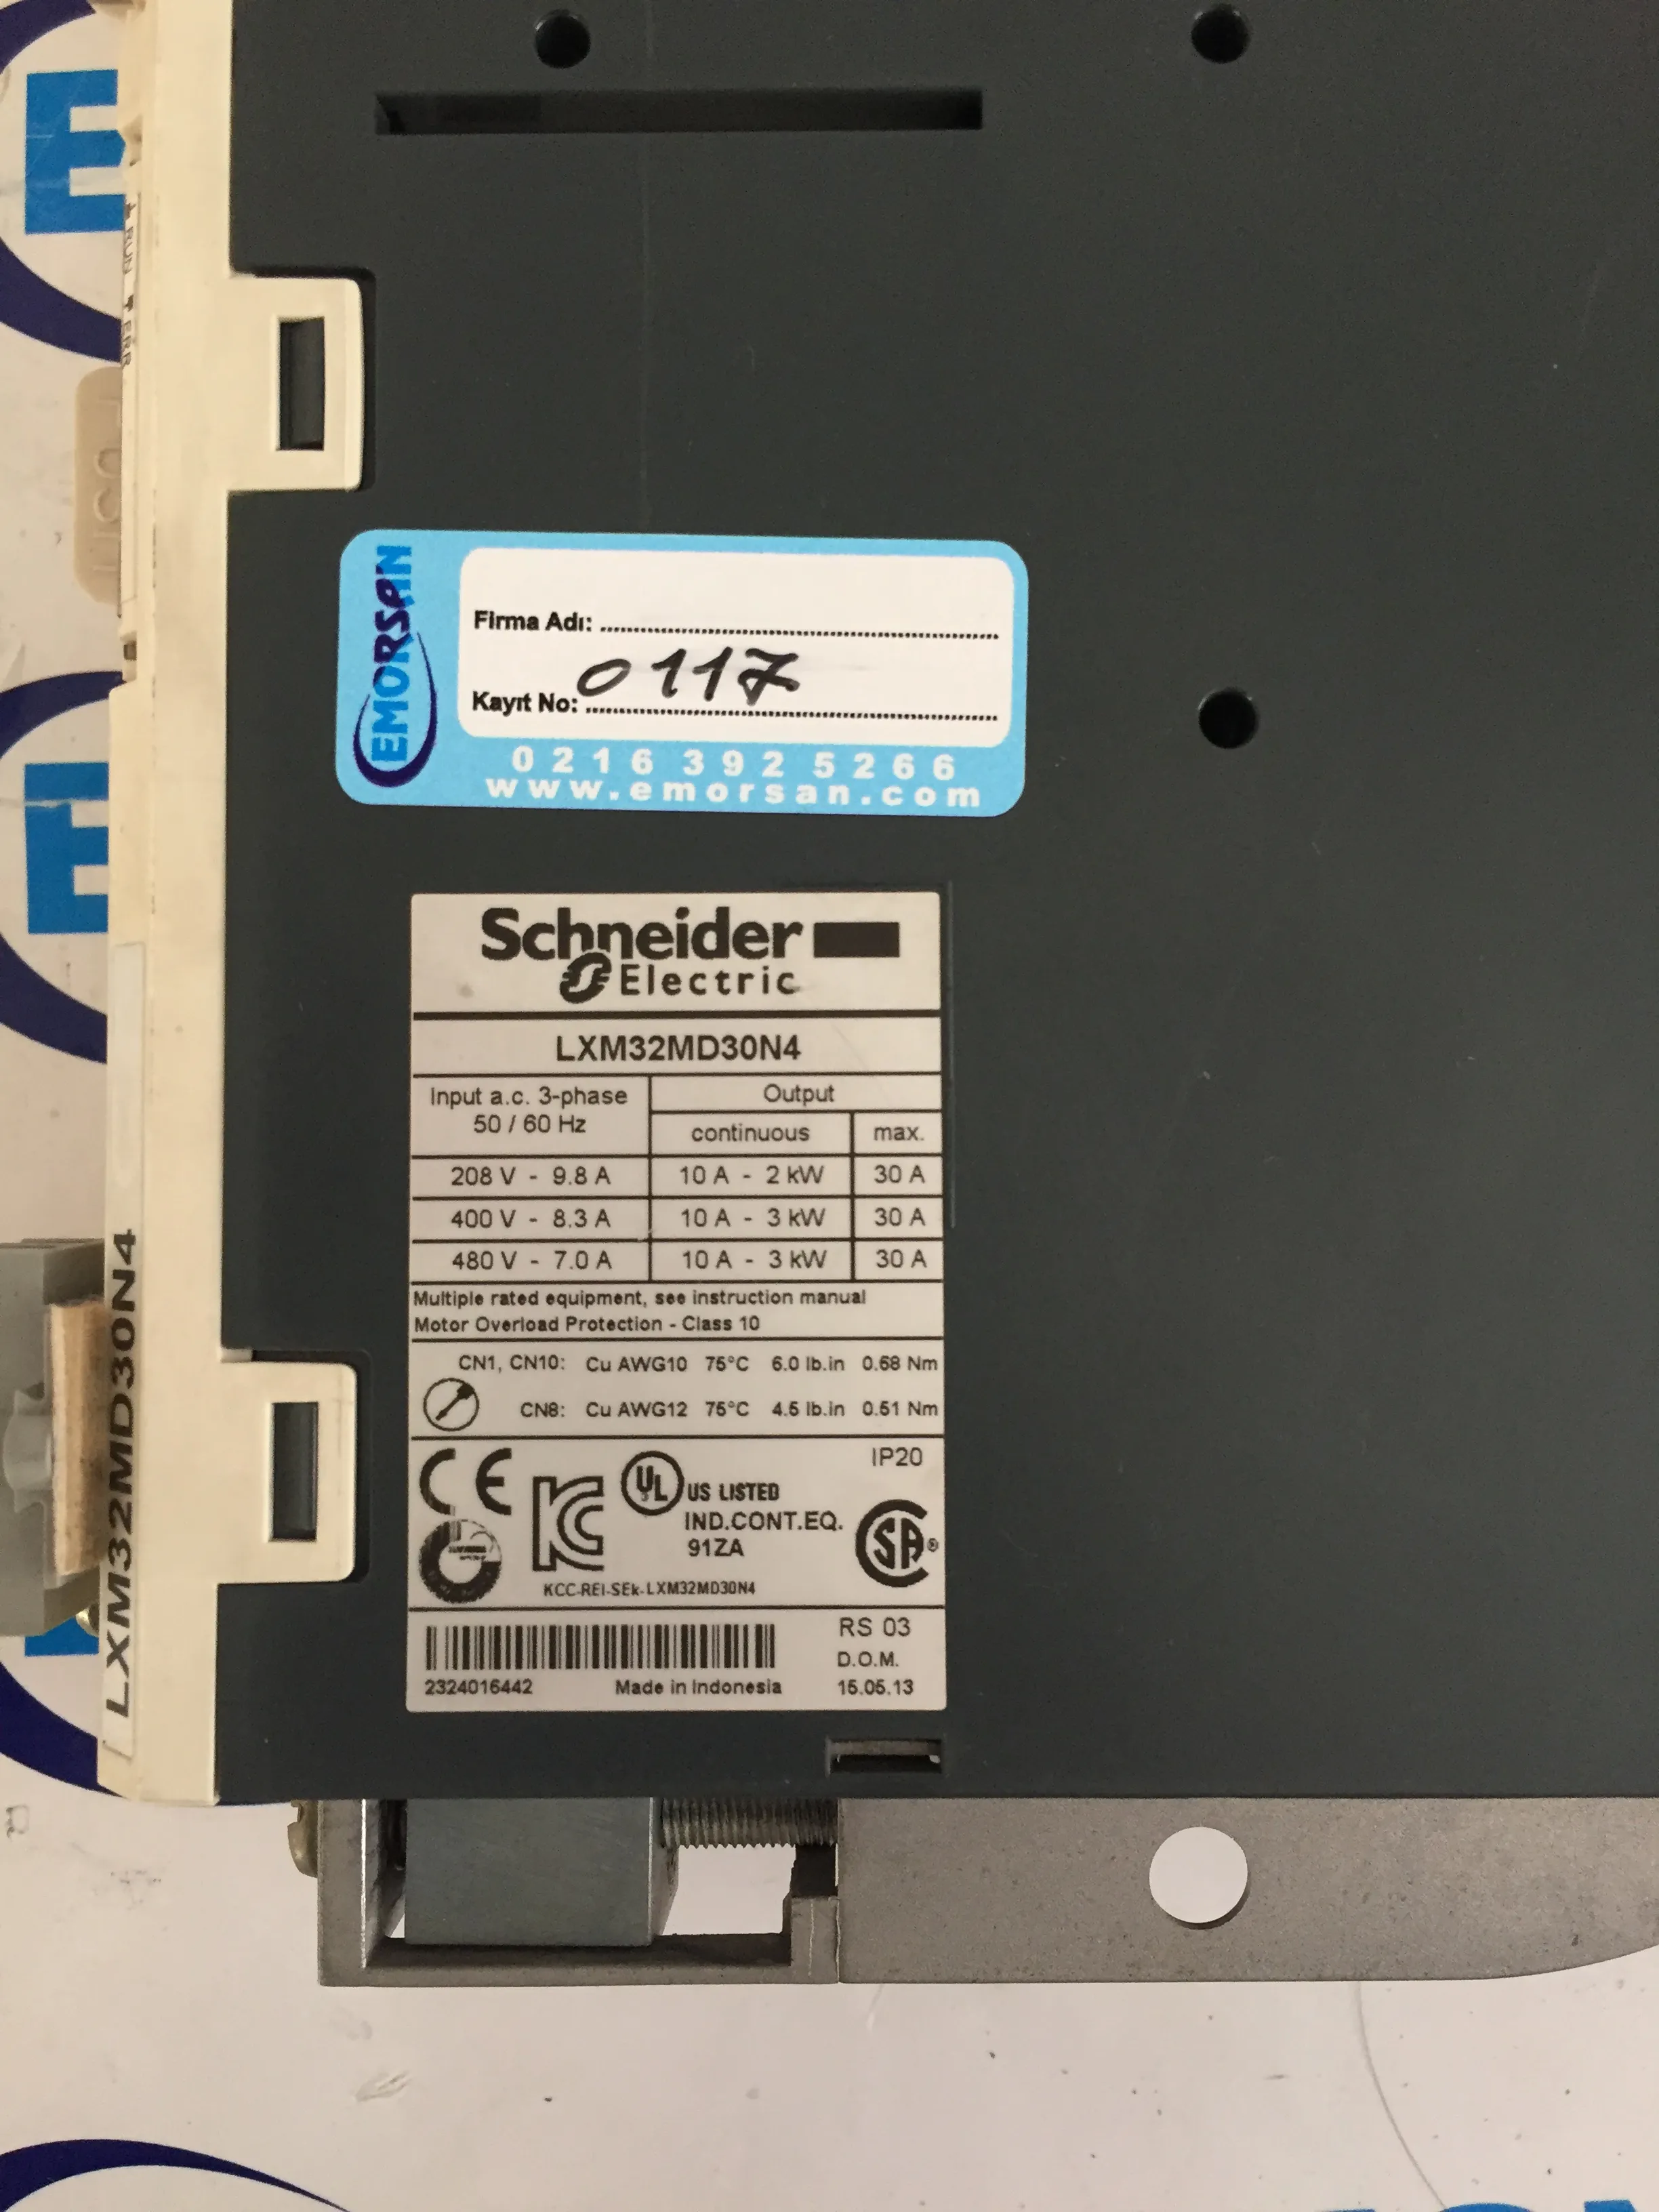 RUN
ERR
EMORSAN
Firma Adı:
Kayıt No: 0117
0216 392 5266
www.emorsan.com
Schneider
Electric
LXM32MD30N4
Input a.c. 3-phase
50 / 60 Hz
Output
continuous max.
208 V - 9.8 A 10 A - 2 kW 30 A
400 V - 8.3 A 10 A - 3 kW 30 A
480 V - 7.0 A 10 A - 3 kW 30 A
Multiple rated equipment, see instruction manual
Motor Overload Protection - Class 10
CN1, CN10: Cu AWG10 75°C 6.0 lb.in 0.68 Nm
CN8: Cu AWG12 75°C 4.5 lb.in 0.51 Nm
CE
KC
UL
US LISTED
IND.CONT.EQ.
91ZA
IP20
SA®
KCC-REI-SEk-LXM32MD30N4
RS 03
D.O.M.
2324016442 Made in Indonesia 15.05.13
LXM32MD30N4